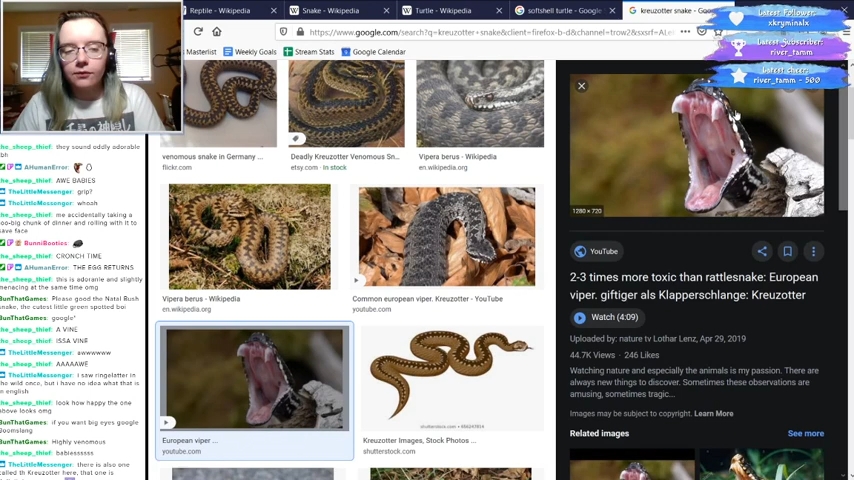 Reptile - Wikipedia
Snake - Wikipedia
Turtle - Wikipedia
softshell turtle - Google
kreuzotter snake - Google
https://www.google.com/search?q=kreuzotter+snake&client=firefox-b-d&channel=trow2&sxsrf=ALe
Masterlist
Weekly Goals
Stream Stats
Google Calendar
Latest Follower:
xkryminalx
Latest Subscriber:
river_tamm
Latest cheer:
river_tamm - 500
he_sheep_thief: they sound oddly adorable
AHumanError:
he_sheep_thief: AWE BABIES
TheLittleMessenger: grip?
TheLittleMessenger: whoah
he_sheep_thief:
me accidentally taking a
oo-big chunk of dinner and rolling with it to
save face
BunniBootics:
he_sheep_thief: CRONCH TIME
AHumanError: THE EGG RETURNS
he_sheep_thief: this is adorable and slightly
menacing at the same time omg
BunThatGames: Please good the Natal Bush
snake, the cutest little green spotted boi
BunThatGames: google*
he_sheep_thief: A VINE
he_sheep_thief: ISSA VINE
TheLittleMessenger: awwwwww
he_sheep_thief: AAAAAWE
TheLittleMessenger: i saw ringelatter in
the wild once, but i have no idea what that is
n english
he_sheep_thief: look how happy the one
above looks omg
BunThatGames: if you want big eyes google
Boomslang
BunThatGames: Highly venomous
he_sheep_thief: babiessssss
TheLittleMessenger: there is also one
called th Kreuzotter here, that one is
venomous snake in Germany ...
flickr.com
Deadly Kreuzotter Venomous Sn...
etsy.com · In stock
Vipera berus - Wikipedia
en.wikipedia.org
Vipera berus - Wikipedia
en.wikipedia.org
Common european viper. Kreuzotter - YouTube
youtube.com
European viper ...
youtube.com
Kreuzotter Images, Stock Photos ...
shutterstock.com
1280 × 720
YouTube
2-3 times more toxic than rattlesnake: European
viper. giftiger als Klapperschlange: Kreuzotter
Watch (4:09)
Uploaded by: nature tv Lothar Lenz, Apr 29, 2019
44.7K Views · 246 Likes
Watching nature and especially the animals is my passion. There are
always new things to discover. Sometimes these observations are
amusing, sometimes tragic...
Images may be subject to copyright. Learn More
Related images
See more